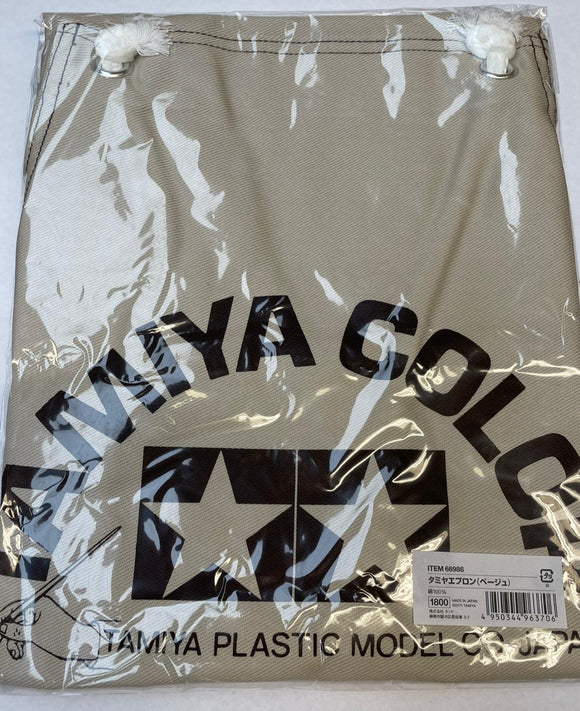 MIYA COLO
TAMIYA PLASTIC MODEL CO. JAPA
ITEM 66986
タミヤエプロン(ベージュ)
綿100%
1800
MADE IN JAPAN
4 950344 963706